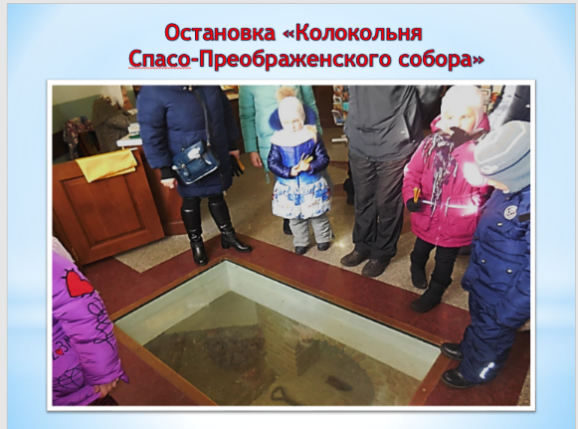 Остановка «Колокольня
Спасо-Преображенского собора»